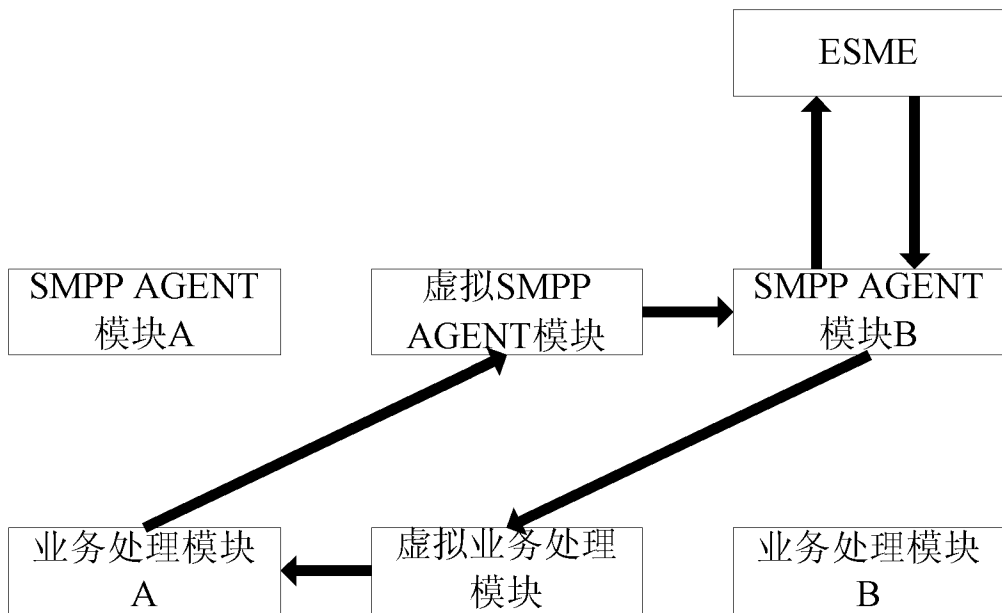 ESME
SMPP AGENT
模块A
虚拟SMPP
AGENT模块
SMPP AGENT
模块B
业务处理模块
A
虚拟业务处理
模块
业务处理模块
B